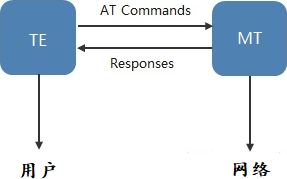 AT Commands
TE
MT
Responses
用户
网络